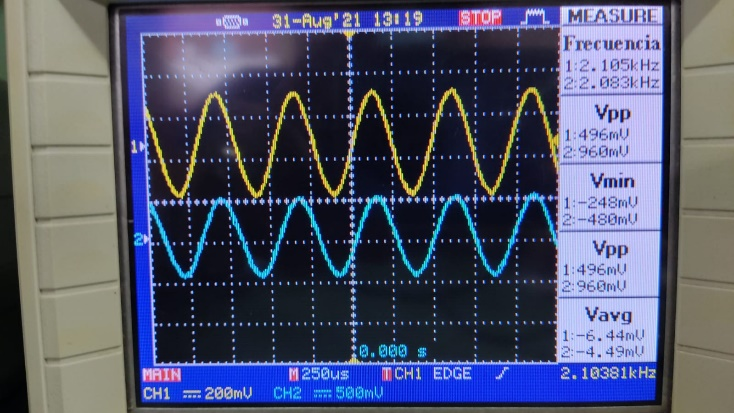 31-Aug'21 13:19 STOP MEASURE
Frecuencia
1:2.105kHz
2:2.083kHz
Vpp
1:496mV
2:960mV
Vmin
1:-248mV
2:-480mV
Vpp
1:496mV
2:960mV
Vavg
1:-6.44mV
2:-4.49mV
1
2
0.000 s
MAIN M 250us T CH1 EDGE 2.10381kHz
CH1 200mV CH2 500mV